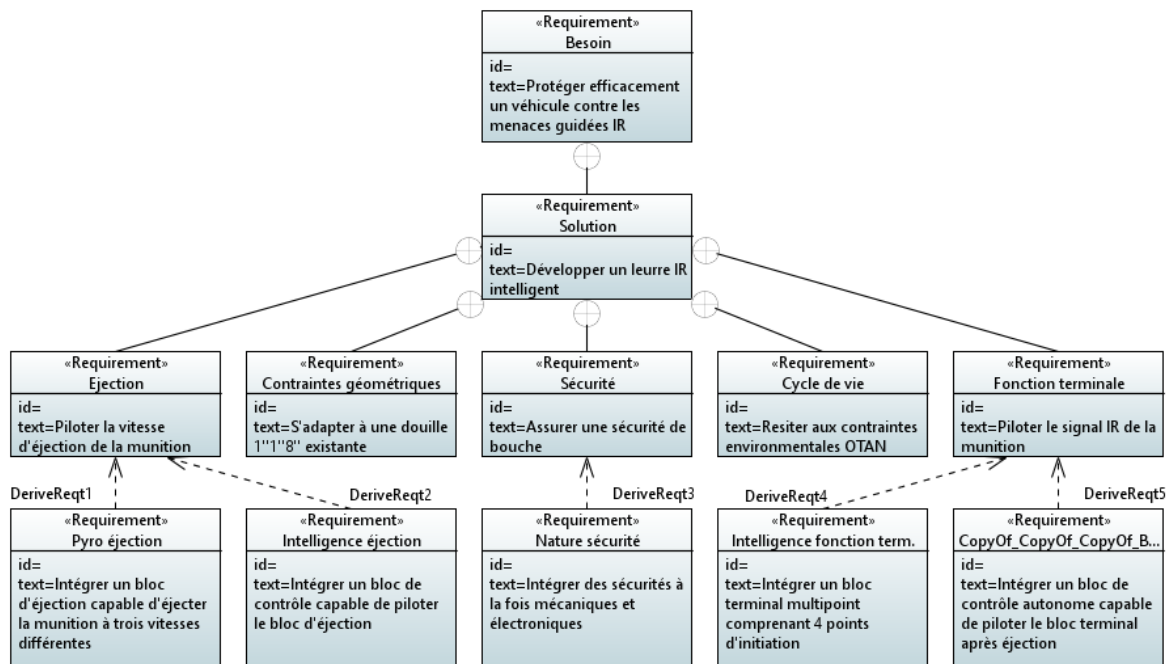 «Requirement»
Besoin
id=
text=Protéger efficacement
un véhicule contre les
menaces guidées IR
«Requirement»
Solution
id=
text=Développer un leurre IR
intelligent
«Requirement»
Ejection
id=
text=Piloter la vitesse
d'éjection de la munition
«Requirement»
Contraintes géométriques
id=
text=S'adapter à une douille
1"1"8" existante
«Requirement»
Sécurité
id=
text=Assurer une sécurité de
bouche
«Requirement»
Cycle de vie
id=
text=Resiter aux contraintes
environmentales OTAN
«Requirement»
Fonction terminale
id=
text=Piloter le signal IR de la
munition
DeriveReqt1
DeriveReqt2
DeriveReqt3
DeriveReqt4
DeriveReqt5
«Requirement»
Pyro éjection
id=
text=Intégrer un bloc
d'éjection capable d'éjecter
la munition à trois vitesses
différentes
«Requirement»
Intelligence éjection
id=
text=Intégrer un bloc de
contrôle capable de piloter
le bloc d'éjection
«Requirement»
Nature sécurité
id=
text=Intégrer des sécurités à
la fois mécaniques et
électroniques
«Requirement»
Intelligence fonction term.
id=
text=Intégrer un bloc
terminal multipoint
comprenant 4 points
d'initiation
«Requirement»
CopyOf_CopyOf_CopyOf_B...
id=
text=Intégrer un bloc de
contrôle autonome capable
de piloter le bloc terminal
après éjection